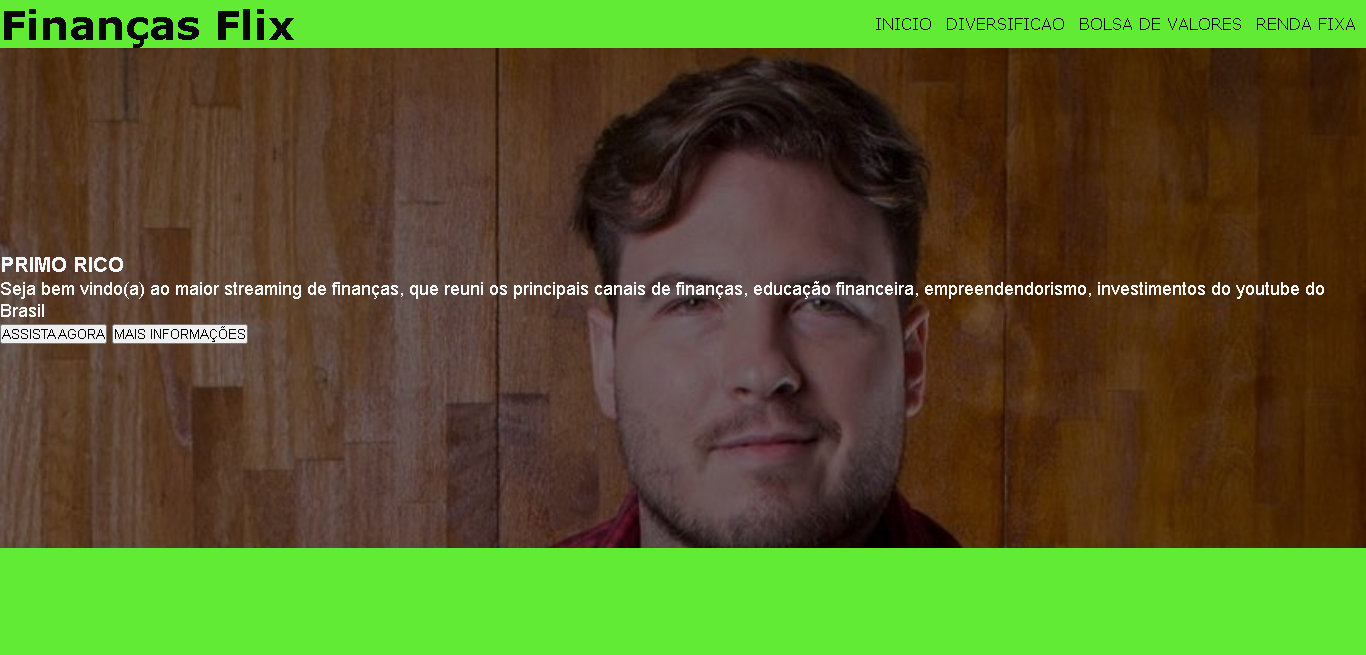 Finanças Flix
INICIO DIVERSIFICAO BOLSA DE VALORES RENDA FIXA
PRIMO RICO
Seja bem vindo(a) ao maior streaming de finanças, que reuni os principais canais de finanças, educação financeira, empreendendorismo, investimentos do youtube do
Brasil
ASSISTA AGORA MAIS INFORMAÇÕES